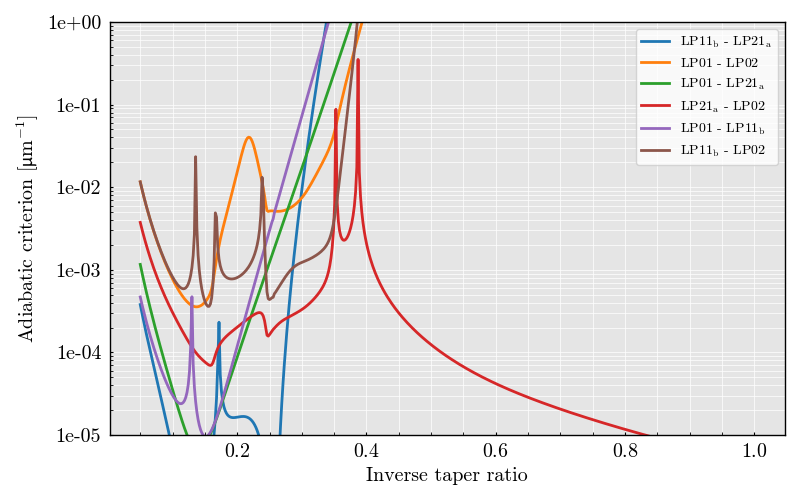 1e+00
1e-01
1e-02
1e-03
1e-04
1e-05
Adiabatic criterion [µm⁻¹]
0.2 0.4 0.6 0.8 1.0
Inverse taper ratio
LP11b - LP21a
LP01 - LP02
LP01 - LP21a
LP21a - LP02
LP01 - LP11b
LP11b - LP02